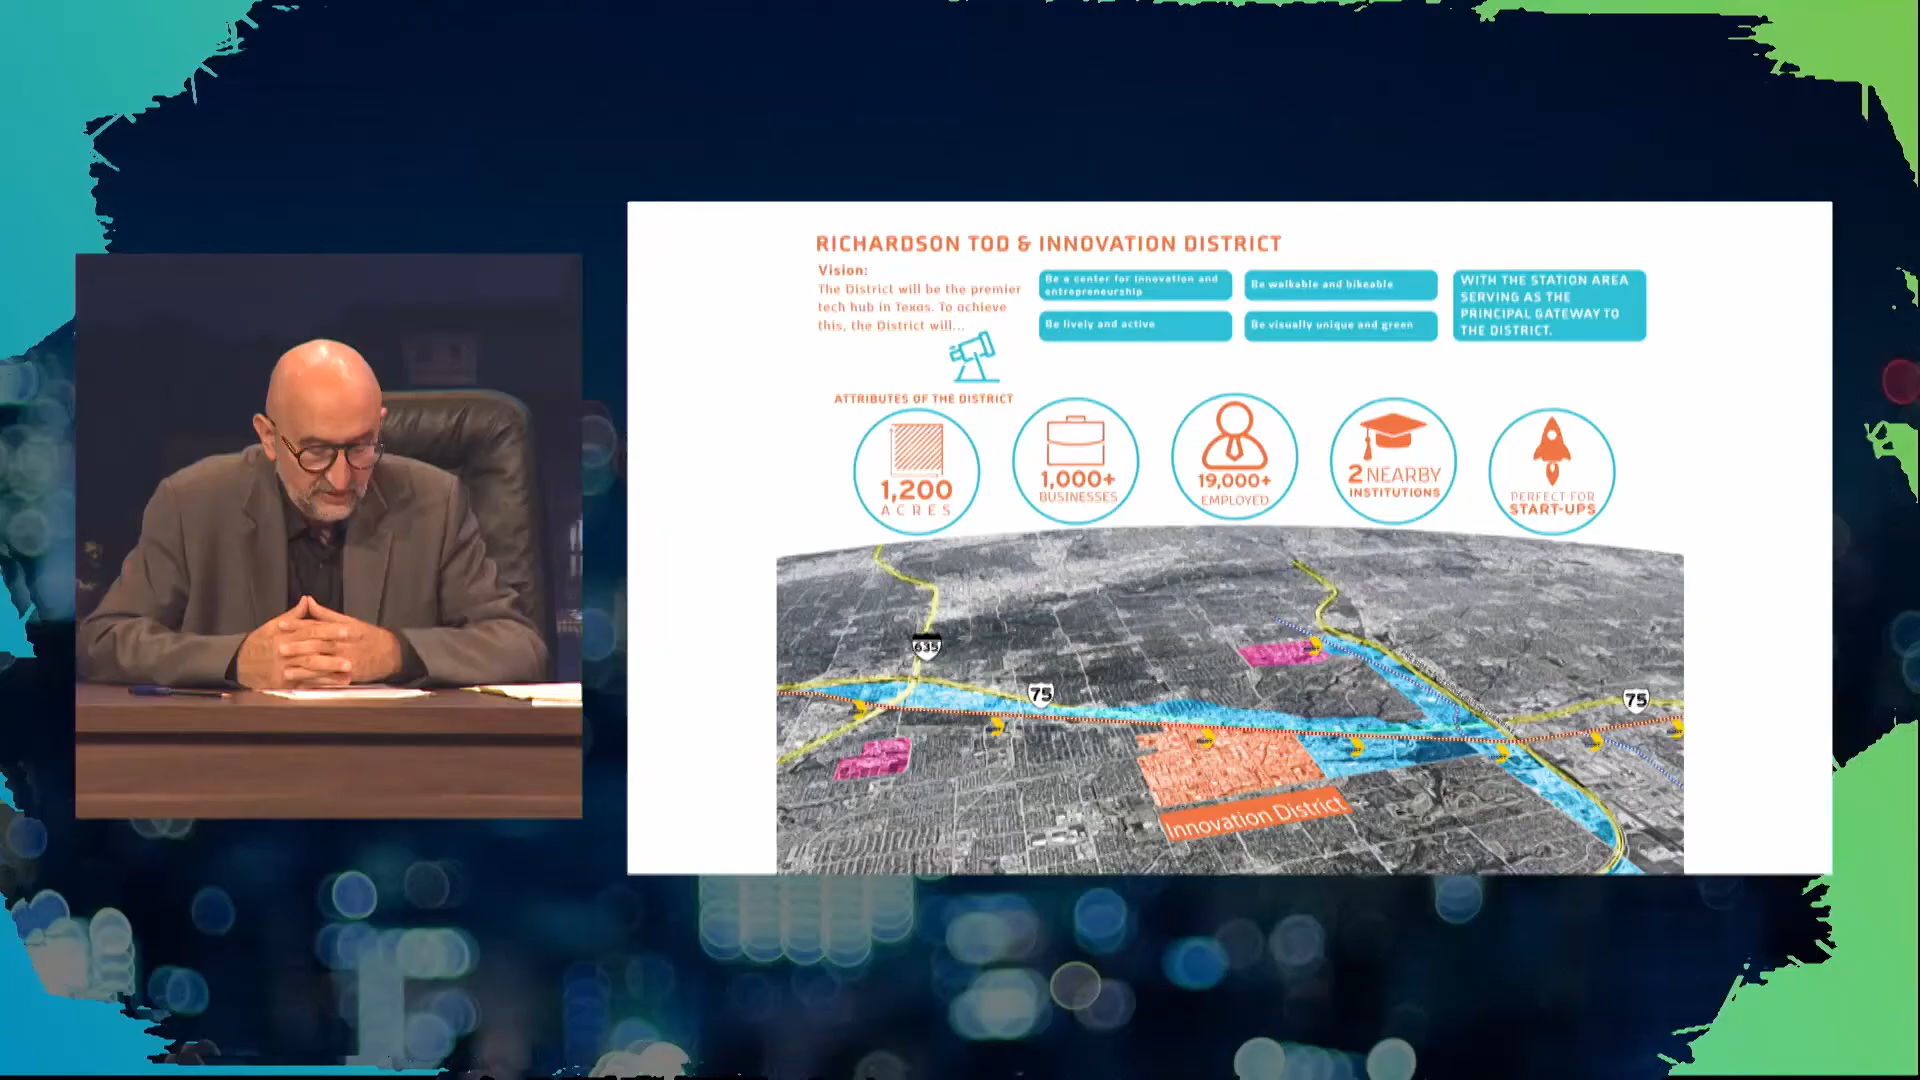 RICHARDSON TOD & INNOVATION DISTRICT
Vision:
The District will be the premier
tech hub in Texas. To achieve
this, the District will...
Be a center for innovation and
entrepreneurship
Be walkable and bikeable
Be lively and active
Be visually unique and green
WITH THE STATION AREA
SERVING AS THE
PRINCIPAL GATEWAY TO
THE DISTRICT.
ATTRIBUTES OF THE DISTRICT
1,200
ACRES
1,000+
BUSINESSES
19,000+
EMPLOYED
2 NEARBY
INSTITUTIONS
PERFECT FOR
START-UPS
635
75
75
Innovation District